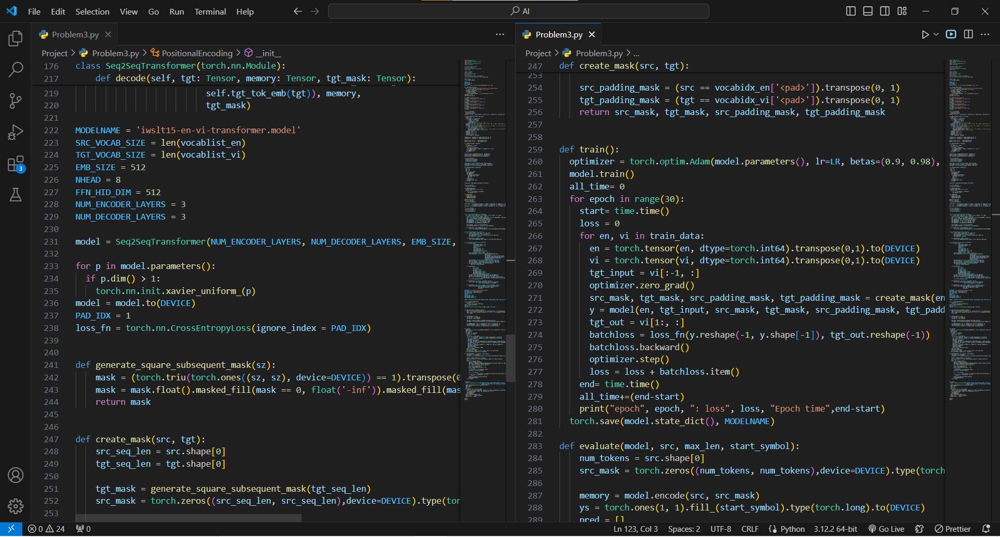 File Edit Selection View Go Run Terminal Help
AI
Problem3.py
Project > Problem3.py > PositionalEncoding > __init__
176 class Seq2SeqTransformer(torch.nn.Module):
217 def decode(self, tgt: Tensor, memory: Tensor, tgt_mask: Tensor):
219 self.tgt_tok_emb(tgt)), memory,
220 tgt_mask)
221
222 MODELNAME = 'iwslt15-en-vi-transformer.model'
223 SRC_VOCAB_SIZE = len(vocablist_en)
224 TGT_VOCAB_SIZE = len(vocablist_vi)
225 EMB_SIZE = 512
226 NHEAD = 8
227 FFN_HID_DIM = 512
228 NUM_ENCODER_LAYERS = 3
229 NUM_DECODER_LAYERS = 3
230
231 model = Seq2SeqTransformer(NUM_ENCODER_LAYERS, NUM_DECODER_LAYERS, EMB_SIZE,
232
233 for p in model.parameters():
234 if p.dim() > 1:
235 torch.nn.init.xavier_uniform_(p)
236 model = model.to(DEVICE)
237 PAD_IDX = 1
238 loss_fn = torch.nn.CrossEntropyLoss(ignore_index = PAD_IDX)
239
240
241 def generate_square_subsequent_mask(sz):
242 mask = (torch.triu(torch.ones((sz, sz), device=DEVICE)) == 1).transpose(0
243 mask = mask.float().masked_fill(mask == 0, float('-inf')).masked_fill(mas
244 return mask
245
246
247 def create_mask(src, tgt):
248 src_seq_len = src.shape[0]
249 tgt_seq_len = tgt.shape[0]
250
251 tgt_mask = generate_square_subsequent_mask(tgt_seq_len)
252 src_mask = torch.zeros((src_seq_len, src_seq_len),device=DEVICE).type(tor
253
Problem3.py
Project > Problem3.py > ...
247 def create_mask(src, tgt):
253
254 src_padding_mask = (src == vocabidx_en['<pad>']).transpose(0, 1)
255 tgt_padding_mask = (tgt == vocabidx_vi['<pad>']).transpose(0, 1)
256 return src_mask, tgt_mask, src_padding_mask, tgt_padding_mask
257
258
259 def train():
260 optimizer = torch.optim.Adam(model.parameters(), lr=LR, betas=(0.9, 0.98),
261 model.train()
262 all_time= 0
263 for epoch in range(30):
264 start= time.time()
265 loss = 0
266 for en, vi in train_data:
267 en = torch.tensor(en, dtype=torch.int64).transpose(0,1).to(DEVICE)
268 vi = torch.tensor(vi, dtype=torch.int64).transpose(0,1).to(DEVICE)
269 tgt_input = vi[:-1, :]
270 optimizer.zero_grad()
271 src_mask, tgt_mask, src_padding_mask, tgt_padding_mask = create_mask(en
272 y = model(en, tgt_input, src_mask, tgt_mask, src_padding_mask, tgt_padd
273 tgt_out = vi[1:, :]
274 batchloss = loss_fn(y.reshape(-1, y.shape[-1]), tgt_out.reshape(-1))
275 batchloss.backward()
276 optimizer.step()
277 loss = loss + batchloss.item()
278 end= time.time()
279 all_time+=(end-start)
280 print("epoch", epoch, ": loss", loss, "Epoch time",end-start)
281 torch.save(model.state_dict(), MODELNAME)
282
283 def evaluate(model, src, max_len, start_symbol):
284 num_tokens = src.shape[0]
285 src_mask = torch.zeros((num_tokens, num_tokens),device=DEVICE).type(torch
286
287 memory = model.encode(src, src_mask)
288 ys = torch.ones(1, 1).fill_(start_symbol).type(torch.long).to(DEVICE)
289 pred = []
3
0 24 0 Ln 123, Col 3 Spaces: 2 UTF-8 CRLF Python 3.12.2 64-bit Go Live Prettier